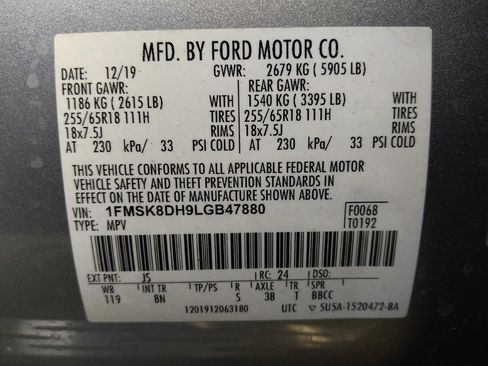 MFD. BY FORD MOTOR CO.
DATE: 12/19 GVWR: 2679 KG ( 5905 LB)
FRONT GAWR: REAR GAWR:
1186 KG ( 2615 LB) WITH 1540 KG ( 3395 LB) WITH
255/65R18 111H TIRES 255/65R18 111H TIRES
18x7.5J RIMS 18x7.5J RIMS
AT 230 kPa/ 33 PSI COLD AT 230 kPa/ 33 PSI COLD
THIS VEHICLE CONFORMS TO ALL APPLICABLE FEDERAL MOTOR
VEHICLE SAFETY AND THEFT PREVENTION STANDARDS IN
EFFECT ON THE DATE OF MANUFACTURE SHOWN ABOVE.
VIN: 1FMSK8DH9LGB47880 F0068
TYPE: MPV T0192
EXT PNT: JS RC: 24 DSO:
WB INT TR TP/PS R AXLE TR SPR
119 8N S 3B T BBCC
1201912063180 UTC ▽ 5U5A-1520472-BA